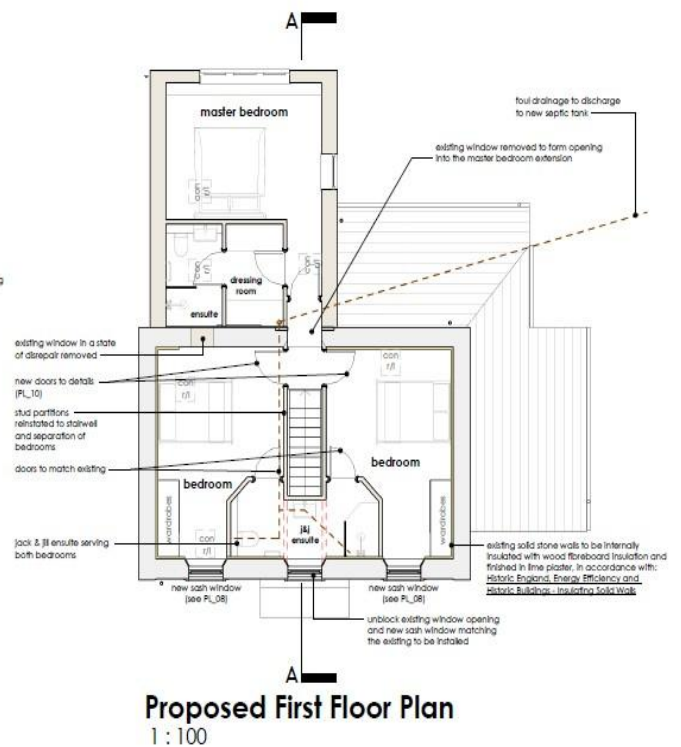 A
master bedroom
foul drainage to discharge
to new septic tank
existing window removed to form opening
into the master bedroom extension
con
r/l
con
r/l
con
r/l
dressing
room
ensuite
existing window in a state
of disrepair removed
new doors to details
(PL_10)
stud partitions
reinstated to stairwell
and separation of
bedrooms
doors to match existing
con
r/l
bedroom
bedroom
wardrobes
wardrobes
con
r/l
j&j
ensuite
jack & jill ensuite serving
both bedrooms
existing solid stone walls to be internally
insulated with wood fibreboard insulation and
finished in lime plaster, in accordance with:
Historic England, Energy Efficiency and
Historic Buildings - Insulating Solid Walls
new sash window
(see PL_08)
new sash window
(see PL_08)
unblock existing window opening
and new sash window matching
the existing to be installed
A
Proposed First Floor Plan
1 : 100